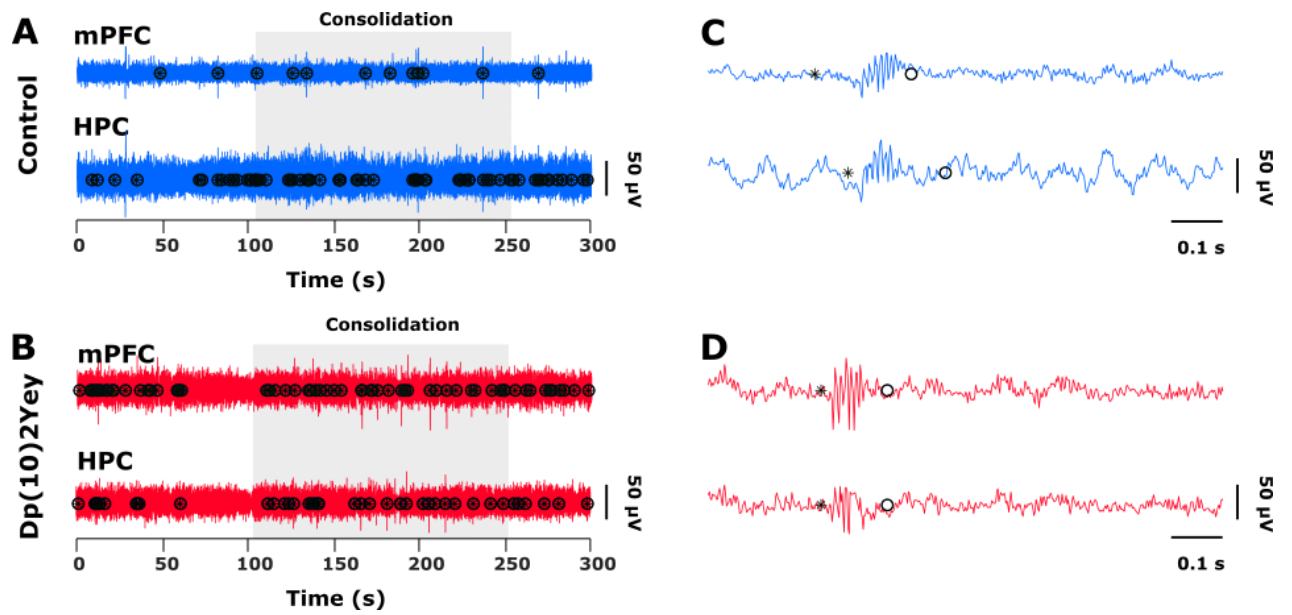 A
Control
Consolidation
mPFC
HPC
50 µV
0 50 100 150 200 250 300
Time (s)
C
50 µV
0.1 s
B
Dp(10)2Yey
Consolidation
mPFC
HPC
50 µV
0 50 100 150 200 250 300
Time (s)
D
50 µV
0.1 s